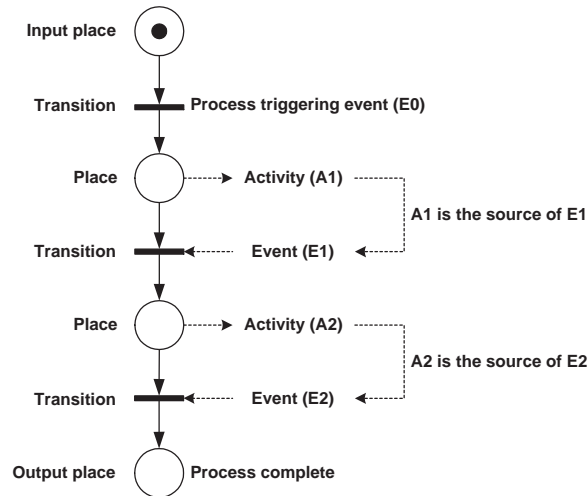 Input place
Transition Process triggering event (E0)
Place Activity (A1)
A1 is the source of E1
Transition Event (E1)
Place Activity (A2)
A2 is the source of E2
Transition Event (E2)
Output place Process complete